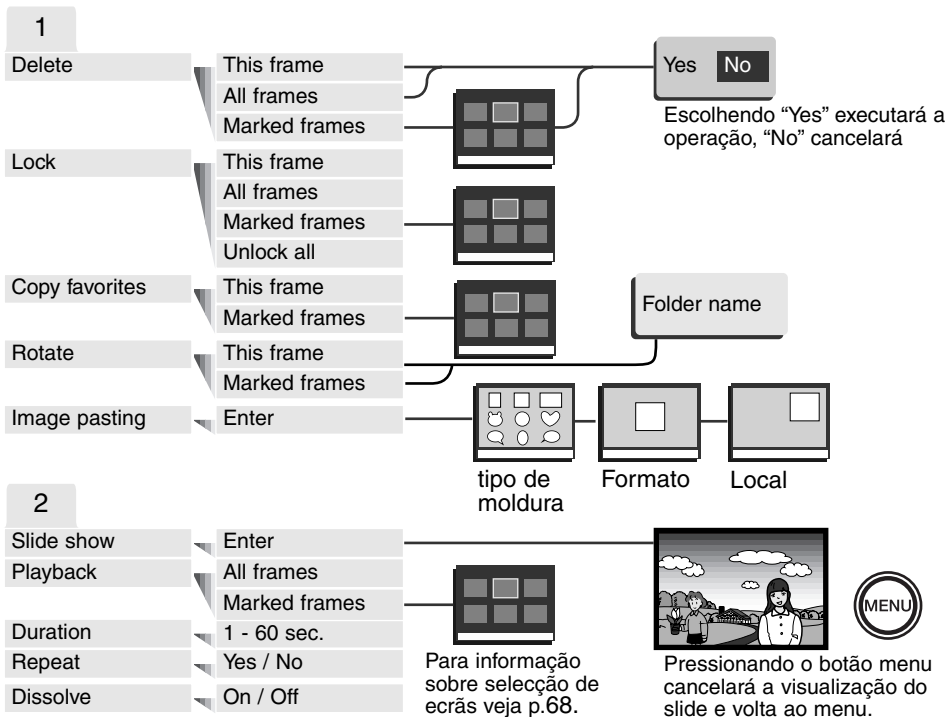 1
Delete
This frame
All frames
Marked frames
Yes No
Escolhendo “Yes” executará a
operação, “No” cancelará
Lock
This frame
All frames
Marked frames
Unlock all
Copy favorites
This frame
Marked frames
Folder name
Rotate
This frame
Marked frames
Image pasting
Enter
tipo de
moldura
Formato
Local
2
Slide show
Enter
Playback
All frames
Marked frames
Duration
1 - 60 sec.
Repeat
Yes / No
Dissolve
On / Off
Para informação
sobre selecção de
ecrãs veja p.68.
MENU
Pressionando o botão menu
cancelará a visualização do
slide e volta ao menu.